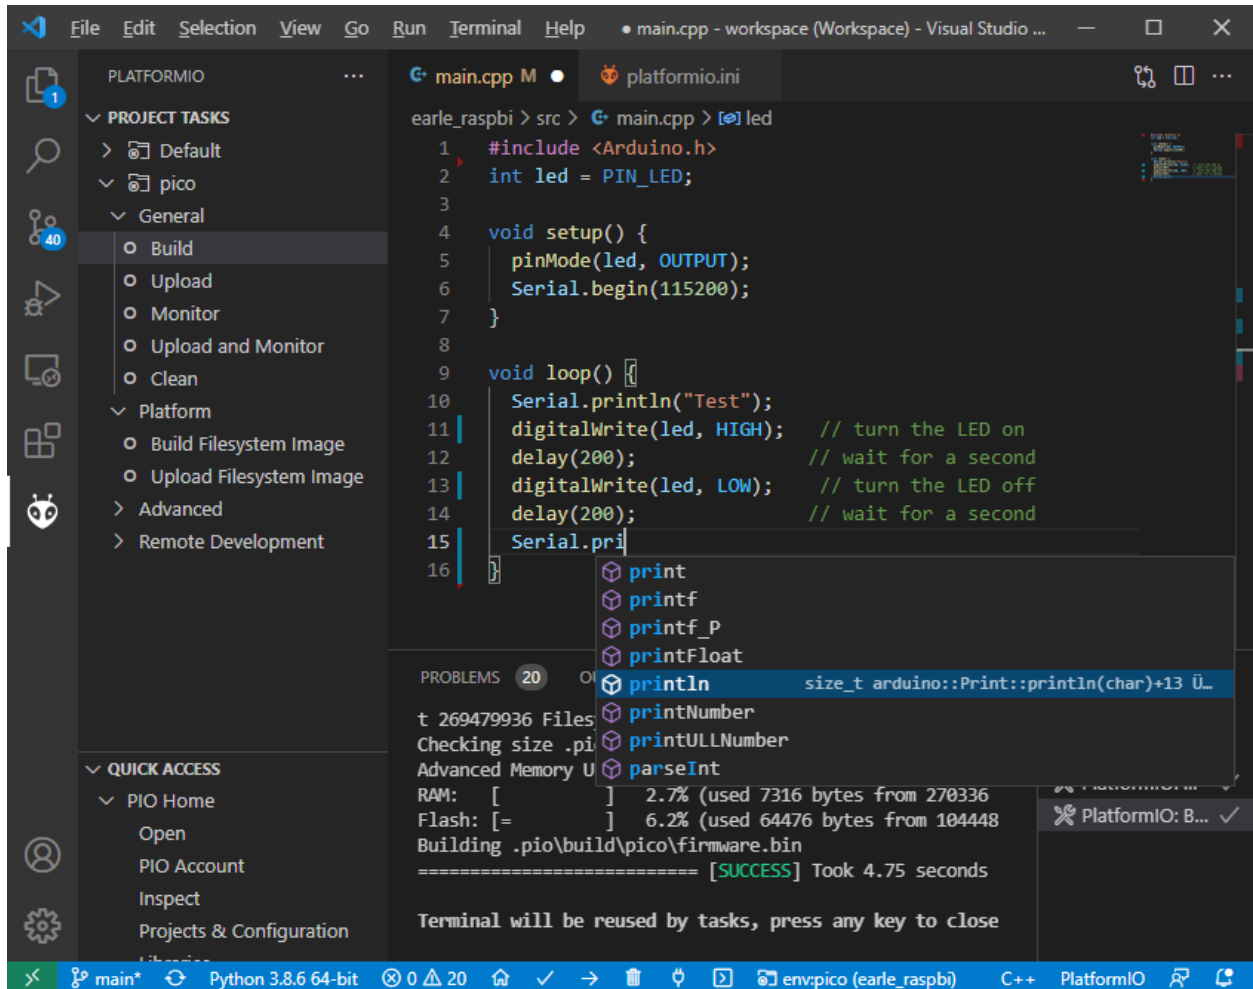 File Edit Selection View Go Run Terminal Help ● main.cpp - workspace (Workspace) - Visual Studio ...
1
40
PLATFORMIO ...
PROJECT TASKS
Default
pico
General
Build
Upload
Monitor
Upload and Monitor
Clean
Platform
Build Filesystem Image
Upload Filesystem Image
Advanced
Remote Development
QUICK ACCESS
PIO Home
Open
PIO Account
Inspect
Projects & Configuration
main.cpp M ● platformio.ini
earle_raspbi > src > main.cpp > led
1 #include <Arduino.h>
2 int led = PIN_LED;
3
4 void setup() {
5 pinMode(led, OUTPUT);
6 Serial.begin(115200);
7 }
8
9 void loop() {
10 Serial.println("Test");
11 digitalWrite(led, HIGH); // turn the LED on
12 delay(200); // wait for a second
13 digitalWrite(led, LOW); // turn the LED off
14 delay(200); // wait for a second
15 Serial.pri
16 }
print
printf
printf_P
printFloat
println size_t arduino::Print::println(char)+13 Ü…
printNumber
printULLNumber
parseInt
PROBLEMS 20
t 269479936
Checking size
Advanced Memory
RAM: [ ] 2.7% (used 7316 bytes from 270336
Flash: [= ] 6.2% (used 64476 bytes from 104448
Building .pio\build\pico\firmware.bin
=========================== [SUCCESS] Took 4.75 seconds
Terminal will be reused by tasks, press any key to close
PlatformIO: B...
main* Python 3.8.6 64-bit 0 20 env:pico (earle_raspbi) C++ PlatformIO